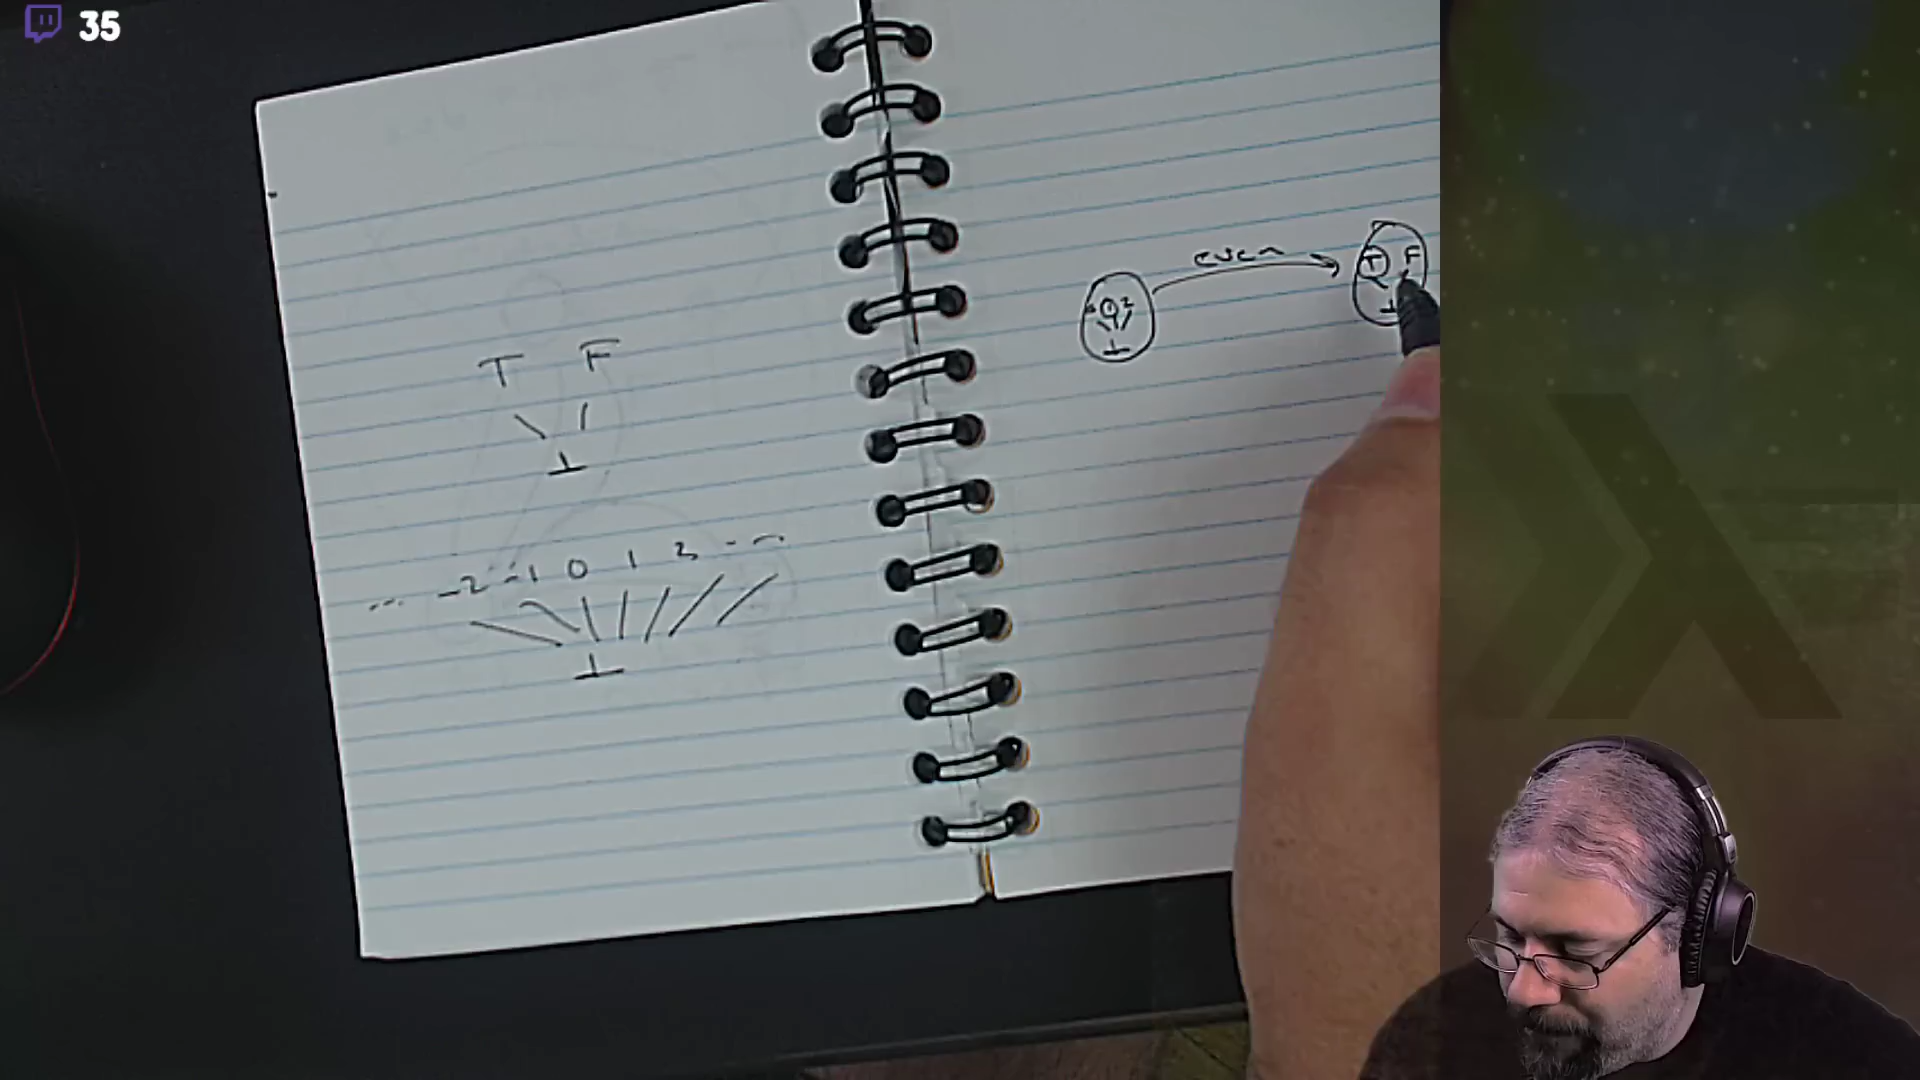 35
T F
⊥
... -2 -1 0 1 2 ...
⊥
even
T F
⊥
⊥